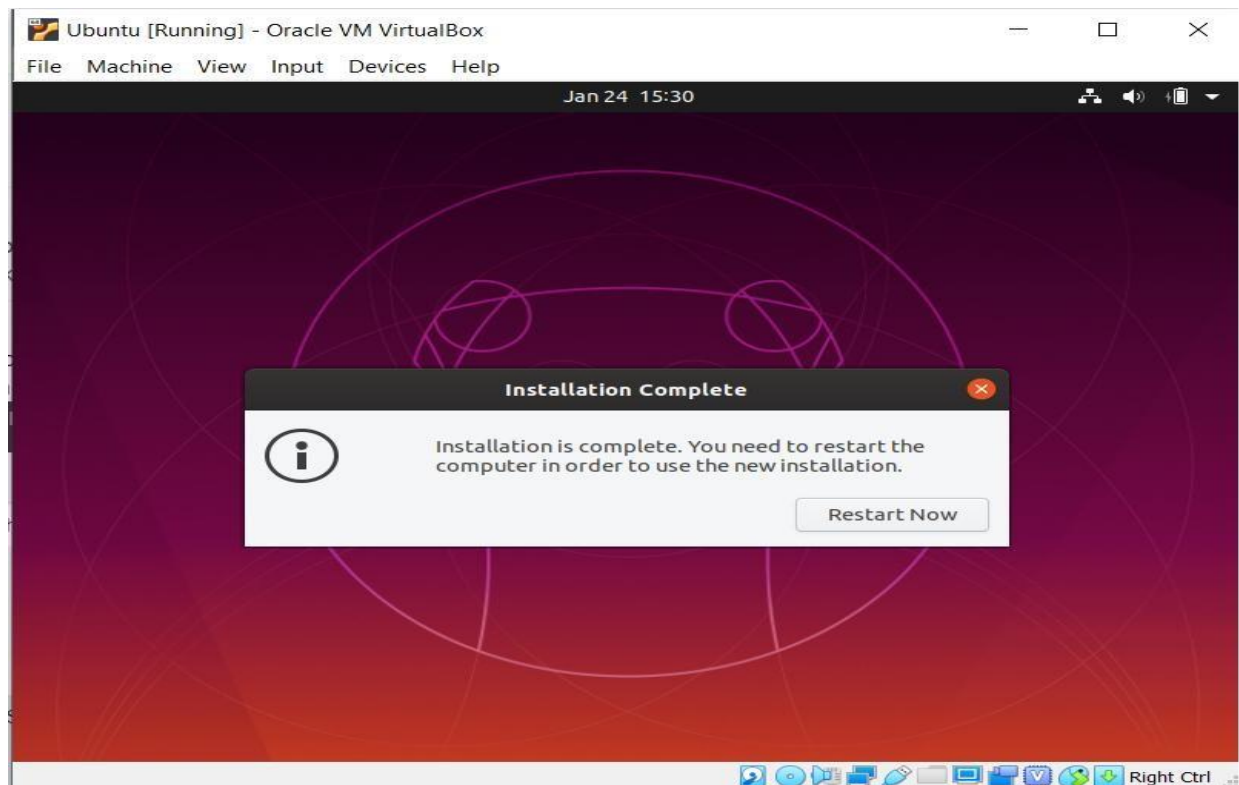 Ubuntu [Running] - Oracle VM VirtualBox
File Machine View Input Devices Help
Jan 24 15:30
Installation Complete
Installation is complete. You need to restart the
computer in order to use the new installation.
Restart Now
Right Ctrl